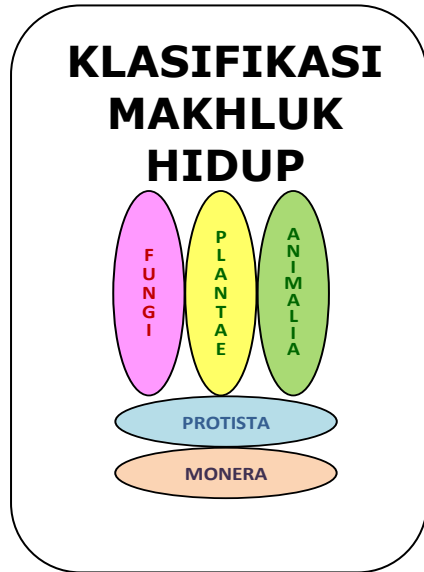 KLASIFIKASI
MAKHLUK
HIDUP
FUNGI
PLANTAE
ANIMALIA
PROTISTA
MONERA